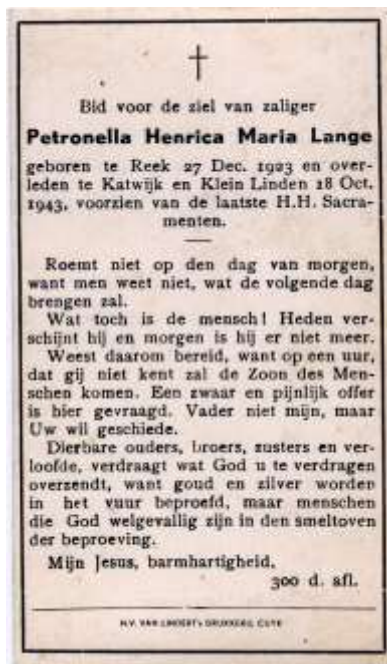 Bid voor de ziel van zaliger
Petronella Henrica Maria Lange
geboren te Reek 27 Dec. 1923 en over-
leden te Katwijk en Klein Linden 18 Oct.
1943, voorzien van de laatste H.H. Sacra-
menten.
Roemt niet op den dag van morgen,
want men weet niet, wat de volgende dag
brengen zal.
Wat toch is de mensch! Heden ver-
schijnt hij en morgen is hij er niet meer.
Weest daarom bereid, want op een uur,
dat gij niet kent zal de Zoon des Men-
schen komen. Een zwaar en pijnlijk offer
is hier gevraagd. Vader niet mijn, maar
Uw wil geschiede.
Dierbare ouders, broers, zusters en ver-
loofde, verdraagt wat God u te verdragen
overzendt, want goud en zilver worden
in het vuur beproefd, maar menschen
die God welgevallig zijn in den smeltoven
der beproeving.
Mijn Jesus, barmhartigheid.
300 d. afl.
N.V. VAN LINDERT's DRUKKERIJ, CUYK